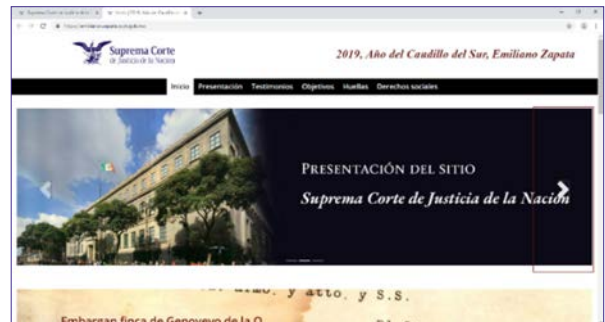 Suprema Corte
de Justicia de la Nación
2019, Año del Caudillo del Sur, Emiliano Zapata
Inicio Presentación Testimonios Objetivos Huellas Derechos sociales
Presentación del sitio
Suprema Corte de Justicia de la Nación
y atto. y S.S.
Embargan finca de Genovevo de la O